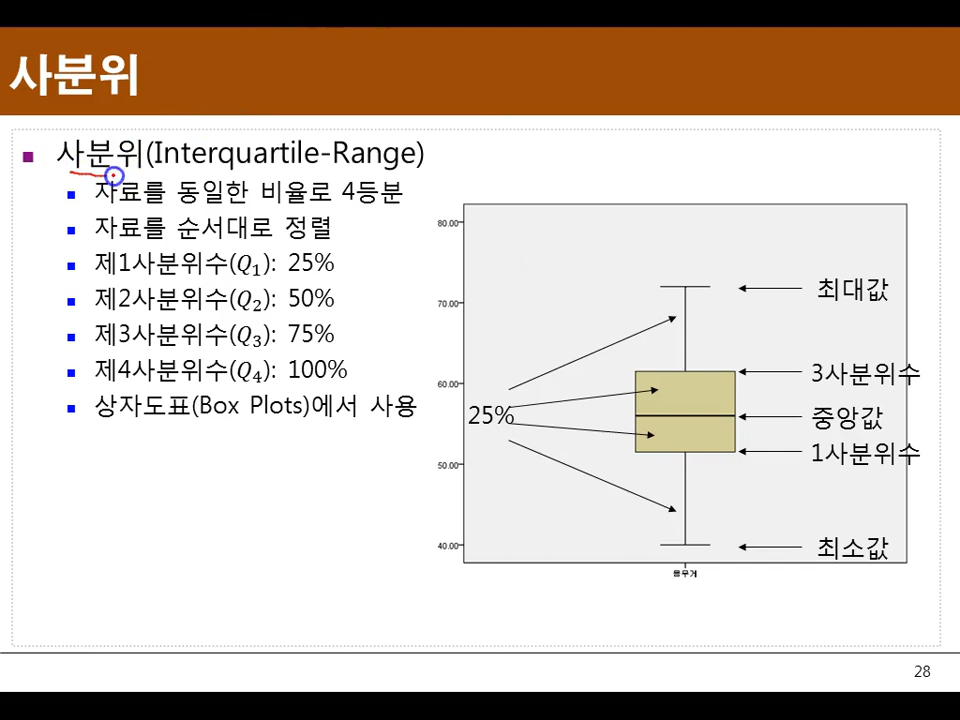 사분위
사분위(Interquartile-Range)
자료를 동일한 비율로 4등분
자료를 순서대로 정렬
제1사분위수(Q₁): 25%
제2사분위수(Q₂): 50%
제3사분위수(Q₃): 75%
제4사분위수(Q₄): 100%
상자도표(Box Plots)에서 사용
80.00
70.00
60.00
50.00
40.00
25%
최대값
3사분위수
중앙값
1사분위수
최소값
몸무게
28